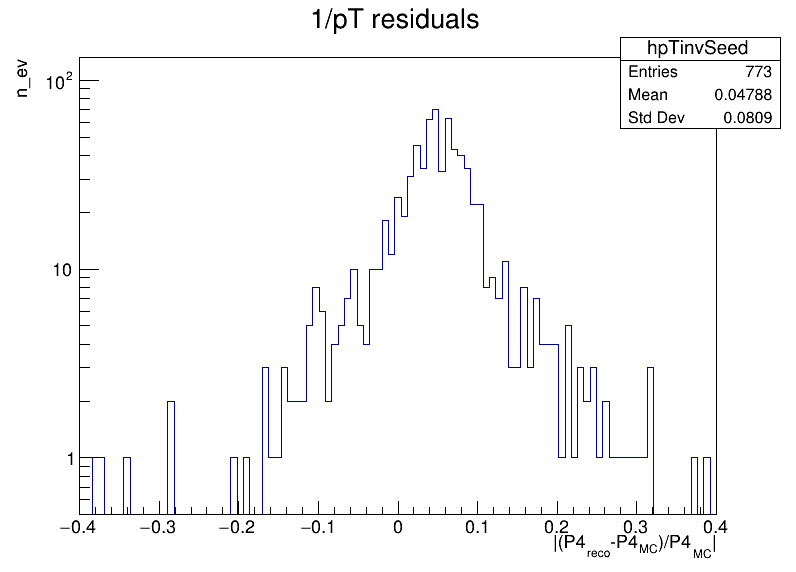 1/pT residuals
hpTinvSeed
Entries 773
Mean 0.04788
Std Dev 0.0809
n_ev
10²
10
1
−0.4 −0.3 −0.2 −0.1 0 0.1 0.2 0.3 0.4
|(P4reco-P4MC)/P4MC|